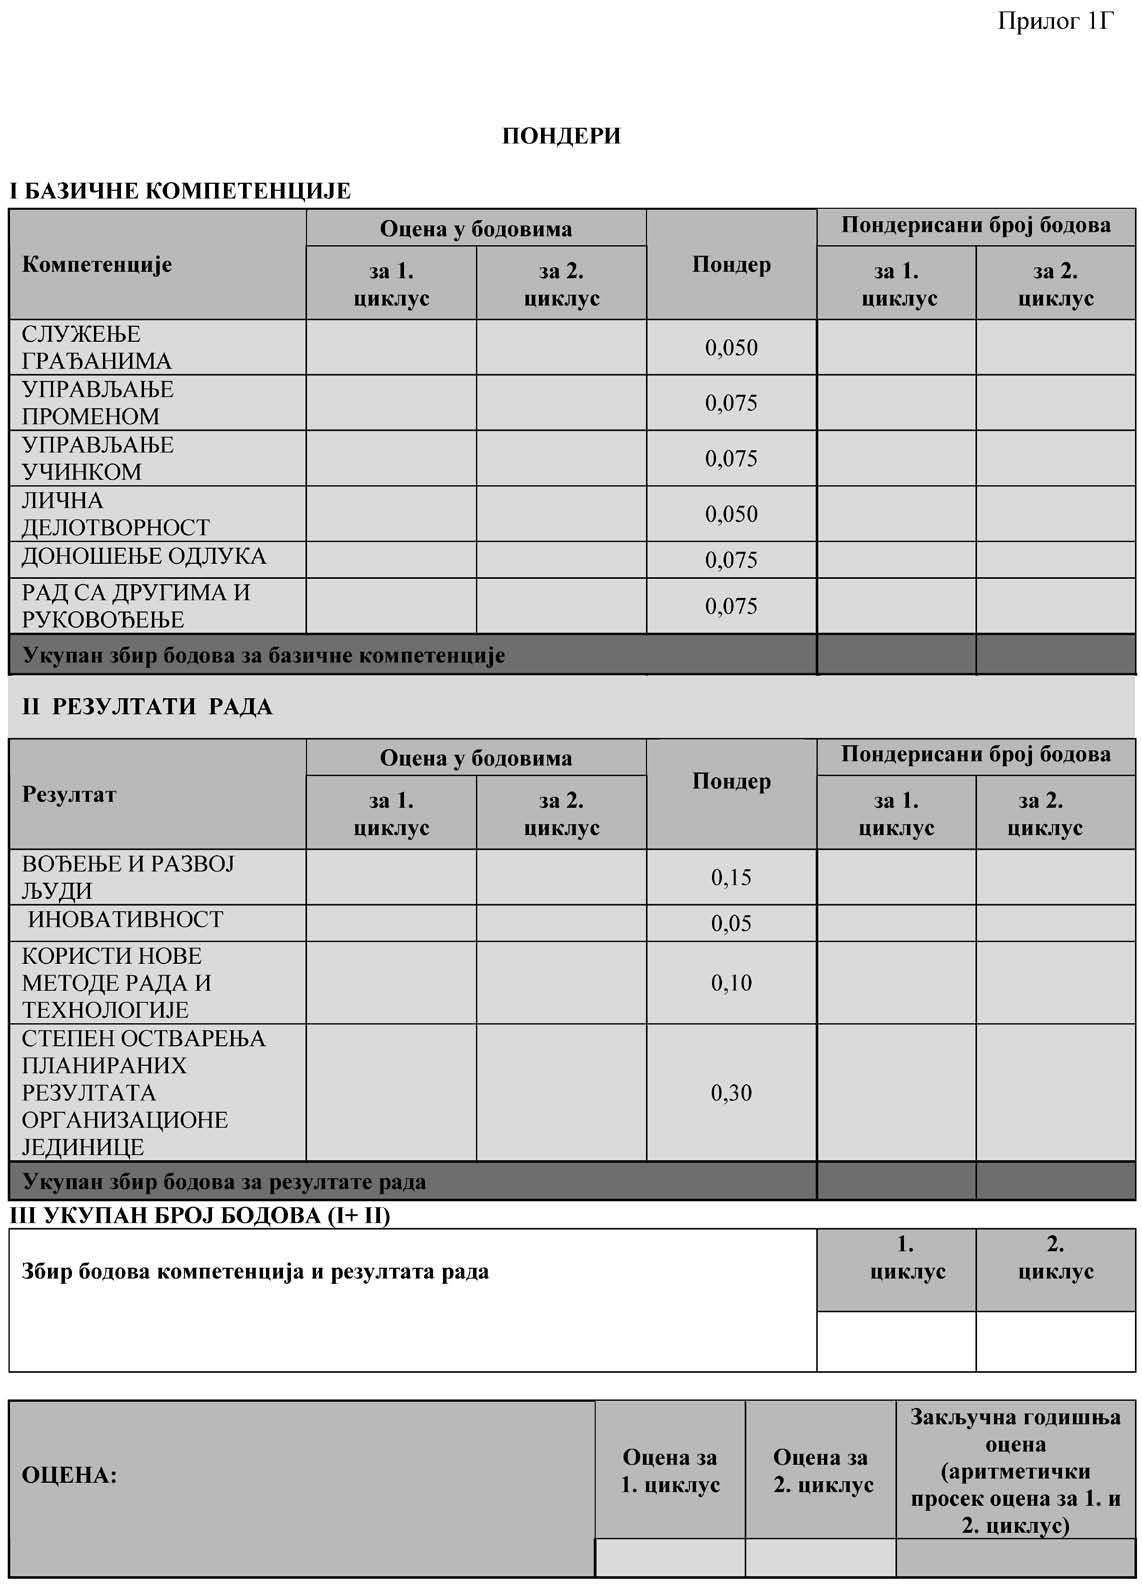 Прилог 1Г
ПОНДЕРИ
I БАЗИЧНЕ КОМПЕТЕНЦИЈЕ
Компетенције
Оцена у бодовима
Пондер
Пондерисани број бодова
за 1.
циклус
за 2.
циклус
за 1.
циклус
за 2.
циклус
СЛУЖЕЊЕ
ГРАЂАНИМА
0,050
УПРАВЉАЊЕ
ПРОМЕНОМ
0,075
УПРАВЉАЊЕ
УЧИНКОМ
0,075
ЛИЧНА
ДЕЛОТВОРНОСТ
0,050
ДОНОШЕЊЕ ОДЛУКА
0,075
РАД СА ДРУГИМА И
РУКОВОЂЕЊЕ
0,075
Укупан збир бодова за базичне компетенције
II РЕЗУЛТАТИ РАДА
Резултат
Оцена у бодовима
Пондер
Пондерисани број бодова
за 1.
циклус
за 2.
циклус
за 1.
циклус
за 2.
циклус
ВОЂЕЊЕ И РАЗВОЈ
ЉУДИ
0,15
ИНОВАТИВНОСТ
0,05
КОРИСТИ НОВЕ
МЕТОДЕ РАДА И
ТЕХНОЛОГИЈЕ
0,10
СТЕПЕН ОСТВАРЕЊА
ПЛАНИРАНИХ
РЕЗУЛТАТА
ОРГАНИЗАЦИОНЕ
ЈЕДИНИЦЕ
0,30
Укупан збир бодова за резултате рада
III УКУПАН БРОЈ БОДОВА (I+ II)
Збир бодова компетенција и резултата рада
1.
циклус
2.
циклус
ОЦЕНА:
Оцена за
1. циклус
Оцена за
2. циклус
Закључна годишња
оцена
(аритметички
просек оцена за 1. и
2. циклус)